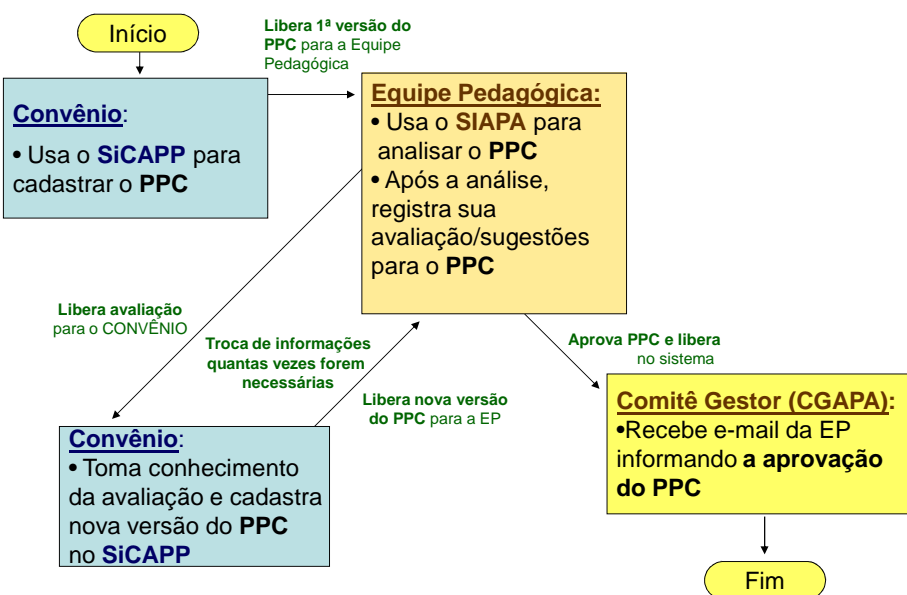 Início
Libera 1ª versão do
PPC para a Equipe
Pedagógica
Convênio:
• Usa o SiCAPP para
cadastrar o PPC
Equipe Pedagógica:
• Usa o SIAPA para
analisar o PPC
• Após a análise,
registra sua
avaliação/sugestões
para o PPC
Libera avaliação
para o CONVÊNIO
Troca de informações
quantas vezes forem
necessárias
Libera nova versão
do PPC para a EP
Aprova PPC e libera
no sistema
Convênio:
• Toma conhecimento
da avaliação e cadastra
nova versão do PPC
no SiCAPP
Comitê Gestor (CGAPA):
•Recebe e-mail da EP
informando a aprovação
do PPC
Fim